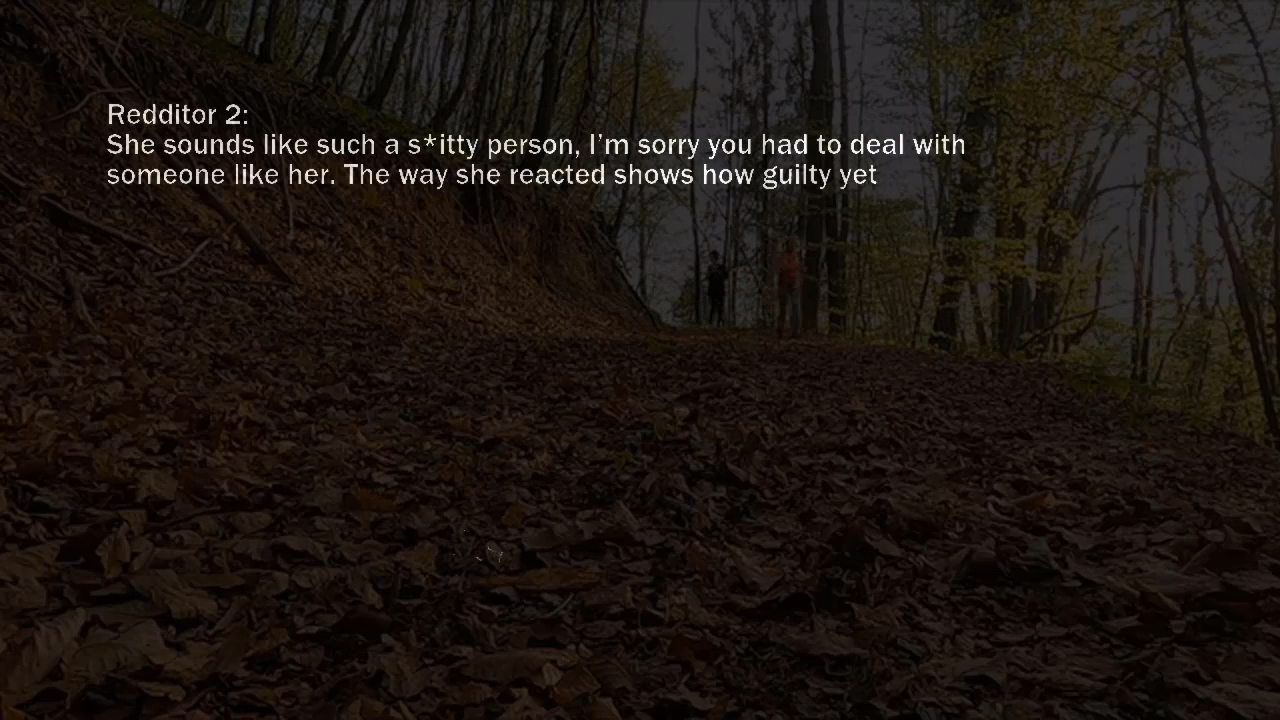 Redditor 2:
She sounds like such a s*itty person, I'm sorry you had to deal with
someone like her. The way she reacted shows how guilty yet